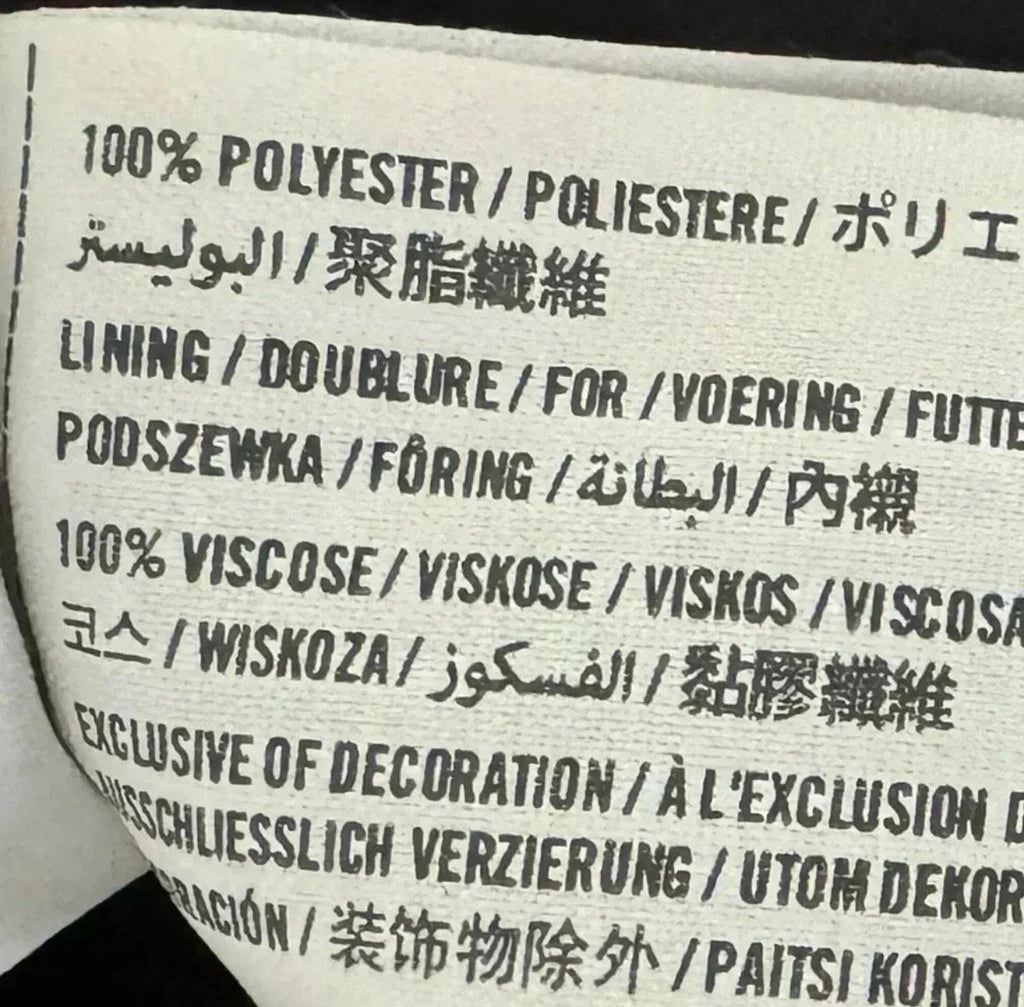 100% POLYESTER / POLIESTERE / ポリエ
البوليستر / 聚脂纖維
LINING / DOUBLURE / FOR / VOERING / FUTTE
PODSZEWKA / FÔRING / البطانة / 內襯
100% VISCOSE / VISKOSE / VISKOS / VISCOSA
코스 / WISKOZA / الفسكوز / 黏膠纖維
EXCLUSIVE OF DECORATION / À L'EXCLUSION D
AUSSCHLIESSLICH VERZIERUNG / UTOM DEKOR
RACIÓN / 装饰物除外 / PAITSI KORIST